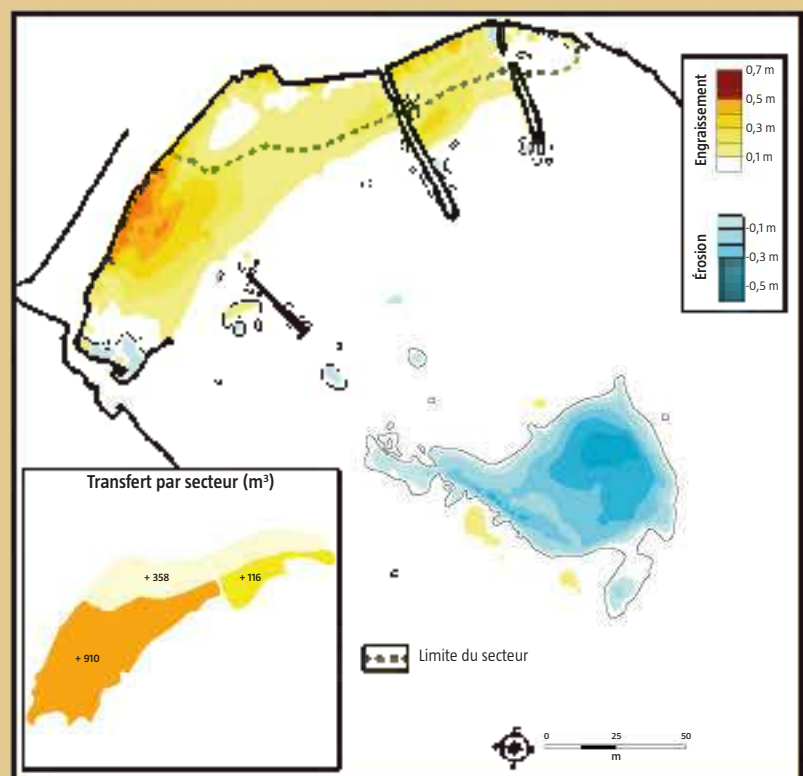 Engraissement
0,7 m
0,5 m
0,3 m
0,1 m
Érosion
-0,1 m
-0,3 m
-0,5 m
Transfert par secteur (m³)
+ 358
+ 116
+ 910
Limite du secteur
0 25 50
m